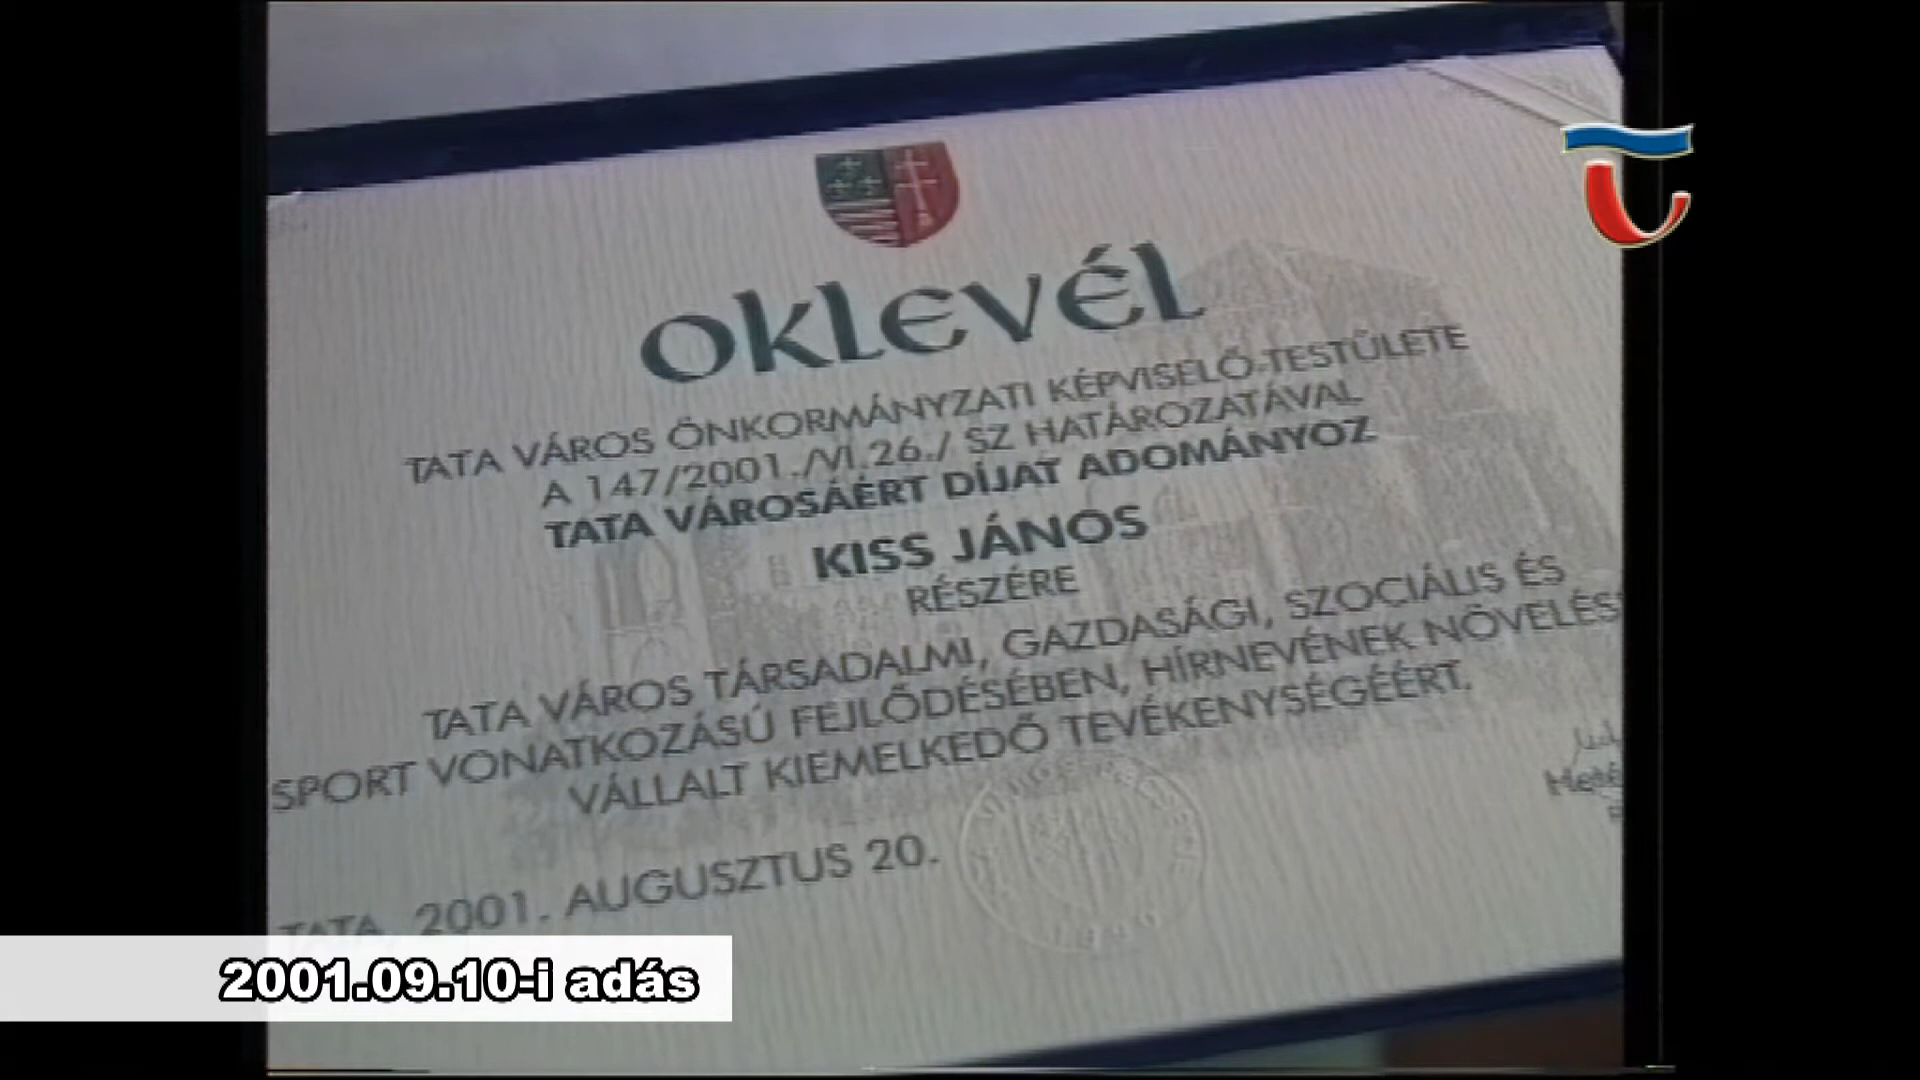 OKLEVÉL
TATA VÁROS ÖNKORMÁNYZATI KÉPVISELŐ-TESTÜLETE
A 147/2001./VI.26./ SZ HATÁROZATÁVAL
TATA VÁROSÁÉRT DÍJAT ADOMÁNYOZ
KISS JÁNOS
RÉSZÉRE
TATA VÁROS TÁRSADALMI, GAZDASÁGI, SZOCIÁLIS ÉS
SPORT VONATKOZÁSÚ FEJLŐDÉSÉBEN, HÍRNEVÉNEK NÖVELÉS
VÁLLALT KIEMELKEDŐ TEVÉKENYSÉGÉÉRT.
TATA, 2001. AUGUSZTUS 20.
2001.09.10-i adás